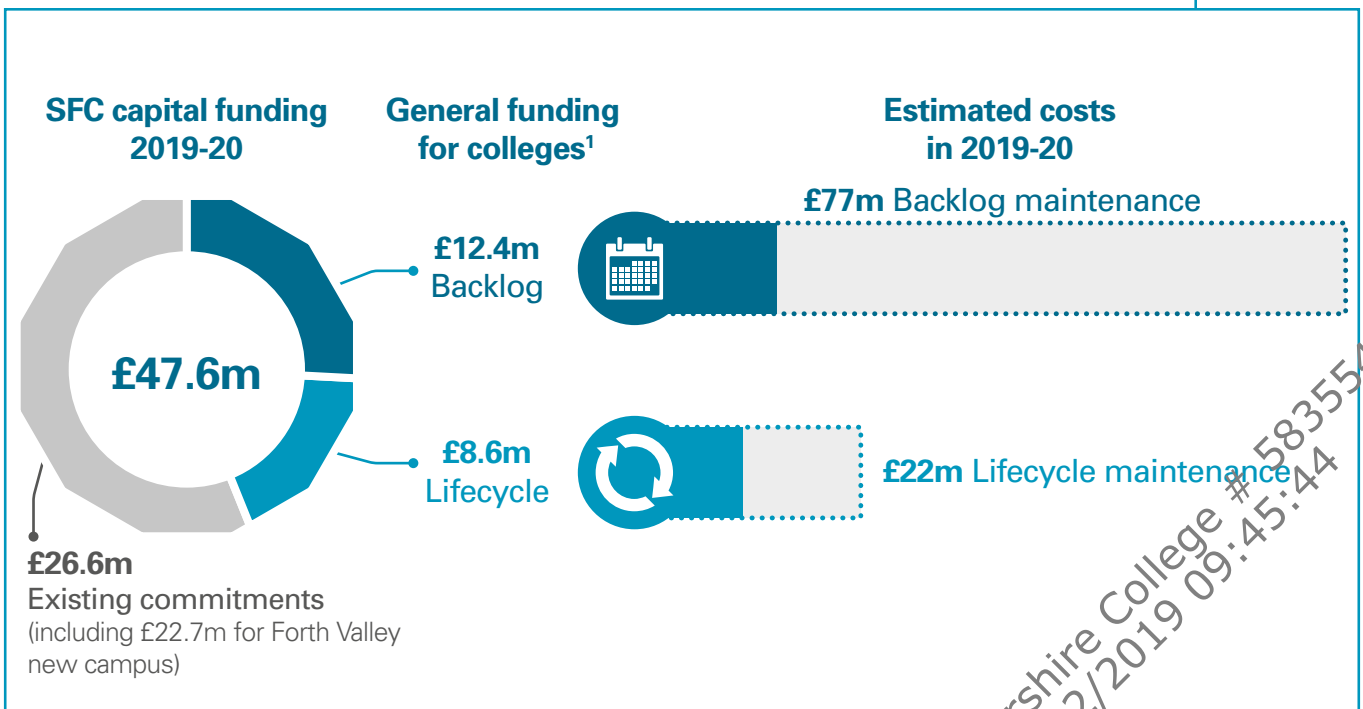 SFC capital funding
2019-20
General funding
for colleges1
Estimated costs
in 2019-20
£77m Backlog maintenance
£12.4m
Backlog
£47.6m
£8.6m
Lifecycle
£22m Lifecycle maintenance
£26.6m
Existing commitments
(including £22.7m for Forth Valley
new campus)
College #
2019 09:45:44